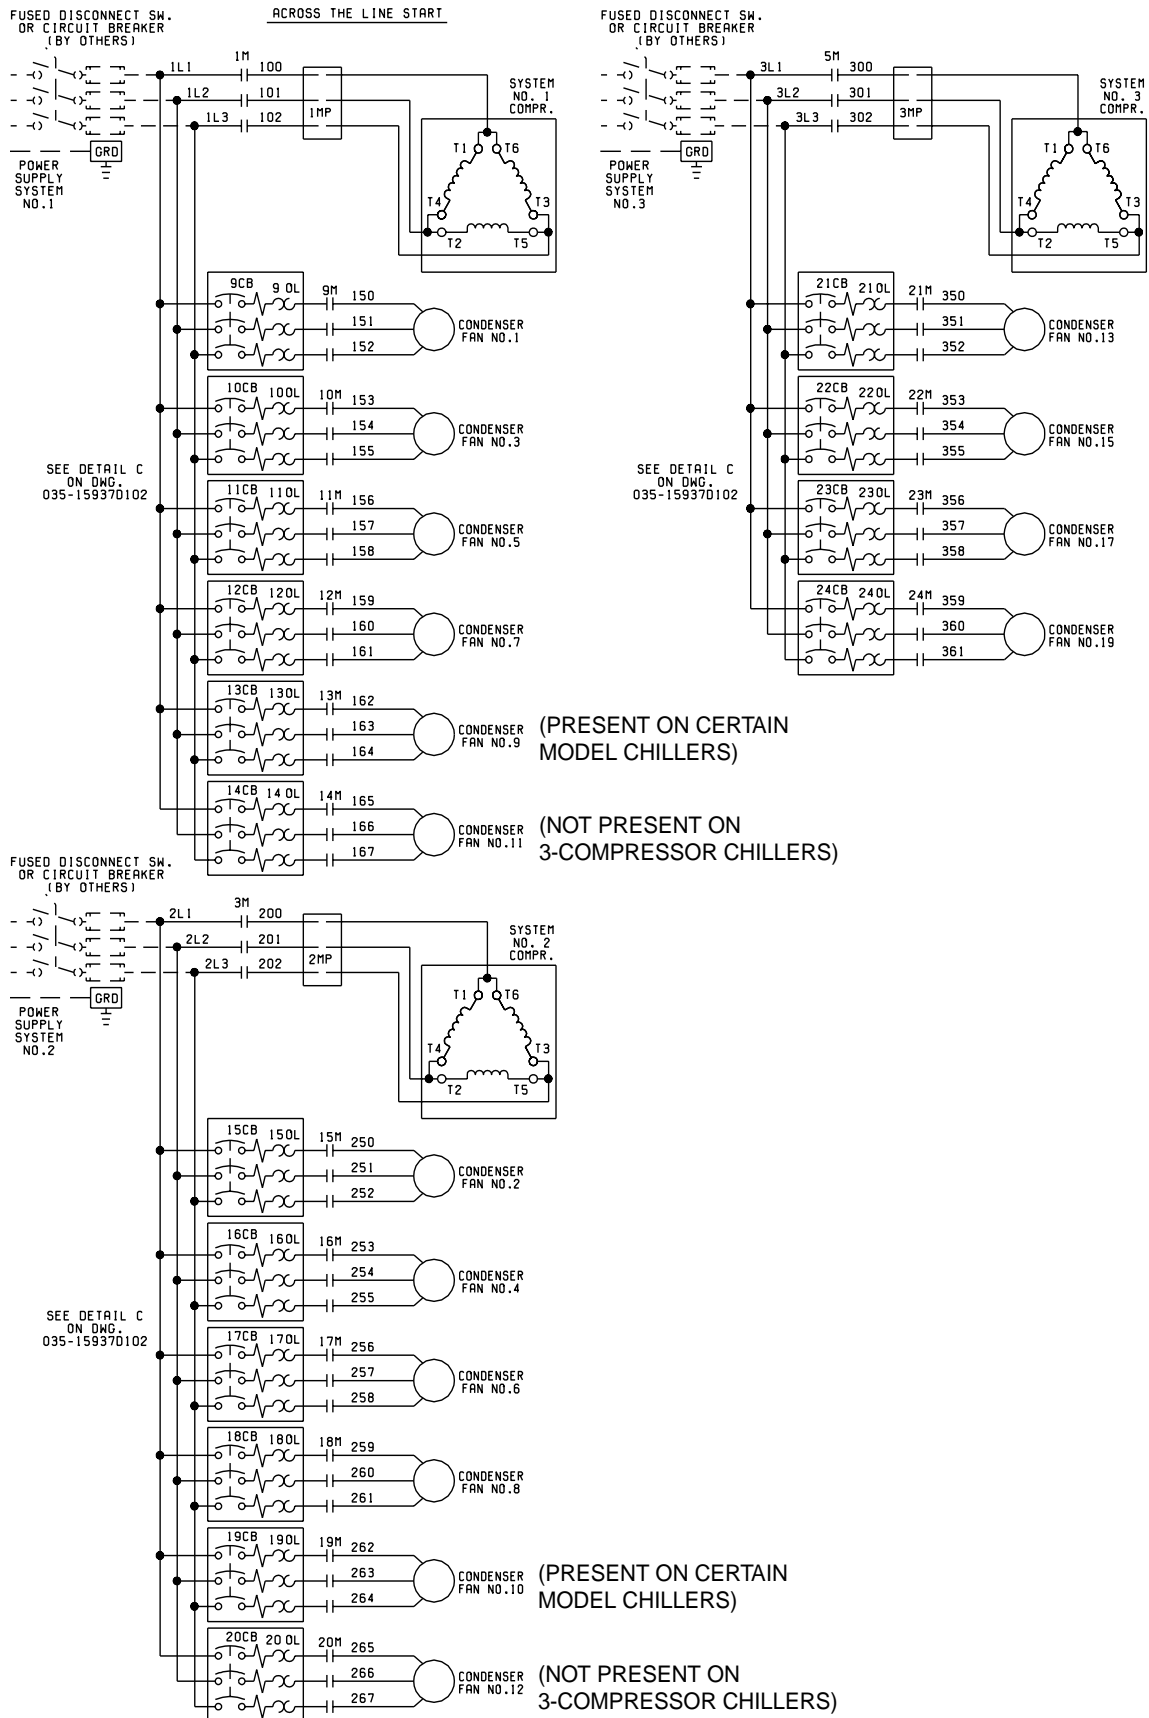 ACROSS THE LINE START
FUSED DISCONNECT SW.
OR CIRCUIT BREAKER
(BY OTHERS)
1L1
1M
100
1L2
101
1L3
102
1MP
GRD
POWER
SUPPLY
SYSTEM
NO.1
SYSTEM
NO. 1
COMPR.
T1
T6
T4
T3
T2
T5
9CB
9 OL
9M
150
151
152
CONDENSER
FAN NO.1
10CB
10OL
10M
153
154
155
CONDENSER
FAN NO.3
SEE DETAIL C
ON DWG.
035-15937D102
11CB
11OL
11M
156
157
158
CONDENSER
FAN NO.5
12CB
12OL
12M
159
160
161
CONDENSER
FAN NO.7
13CB
13OL
13M
162
163
164
CONDENSER
FAN NO.9
(PRESENT ON CERTAIN
MODEL CHILLERS)
14CB
14 OL
14M
165
166
167
CONDENSER
FAN NO.11
(NOT PRESENT ON
3-COMPRESSOR CHILLERS)
FUSED DISCONNECT SW.
OR CIRCUIT BREAKER
(BY OTHERS)
3L1
5M
300
3L2
301
3L3
302
3MP
GRD
POWER
SUPPLY
SYSTEM
NO.3
SYSTEM
NO. 3
COMPR.
T1
T6
T4
T3
T2
T5
21CB
21OL
21M
350
351
352
CONDENSER
FAN NO.13
22CB
22OL
22M
353
354
355
CONDENSER
FAN NO.15
SEE DETAIL C
ON DWG.
035-15937D102
23CB
23OL
23M
356
357
358
CONDENSER
FAN NO.17
24CB
24OL
24M
359
360
361
CONDENSER
FAN NO.19
FUSED DISCONNECT SW.
OR CIRCUIT BREAKER
(BY OTHERS)
2L1
3M
200
2L2
201
2L3
202
2MP
GRD
POWER
SUPPLY
SYSTEM
NO.2
SYSTEM
NO. 2
COMPR.
T1
T6
T4
T3
T2
T5
15CB
15OL
15M
250
251
252
CONDENSER
FAN NO.2
16CB
16OL
16M
253
254
255
CONDENSER
FAN NO.4
SEE DETAIL C
ON DWG.
035-15937D102
17CB
17OL
17M
256
257
258
CONDENSER
FAN NO.6
18CB
18OL
18M
259
260
261
CONDENSER
FAN NO.8
19CB
19OL
19M
262
263
264
CONDENSER
FAN NO.10
(PRESENT ON CERTAIN
MODEL CHILLERS)
20CB
20 OL
20M
265
266
267
CONDENSER
FAN NO.12
(NOT PRESENT ON
3-COMPRESSOR CHILLERS)